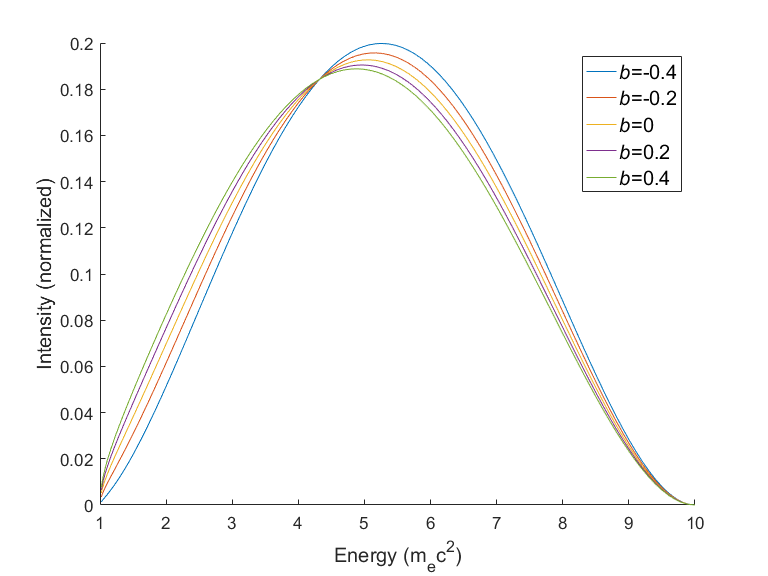 0.2
0.18
0.16
0.14
0.12
0.1
0.08
0.06
0.04
0.02
0
Intensity (normalized)
1 2 3 4 5 6 7 8 9 10
Energy (mₑc²)
b=-0.4
b=-0.2
b=0
b=0.2
b=0.4